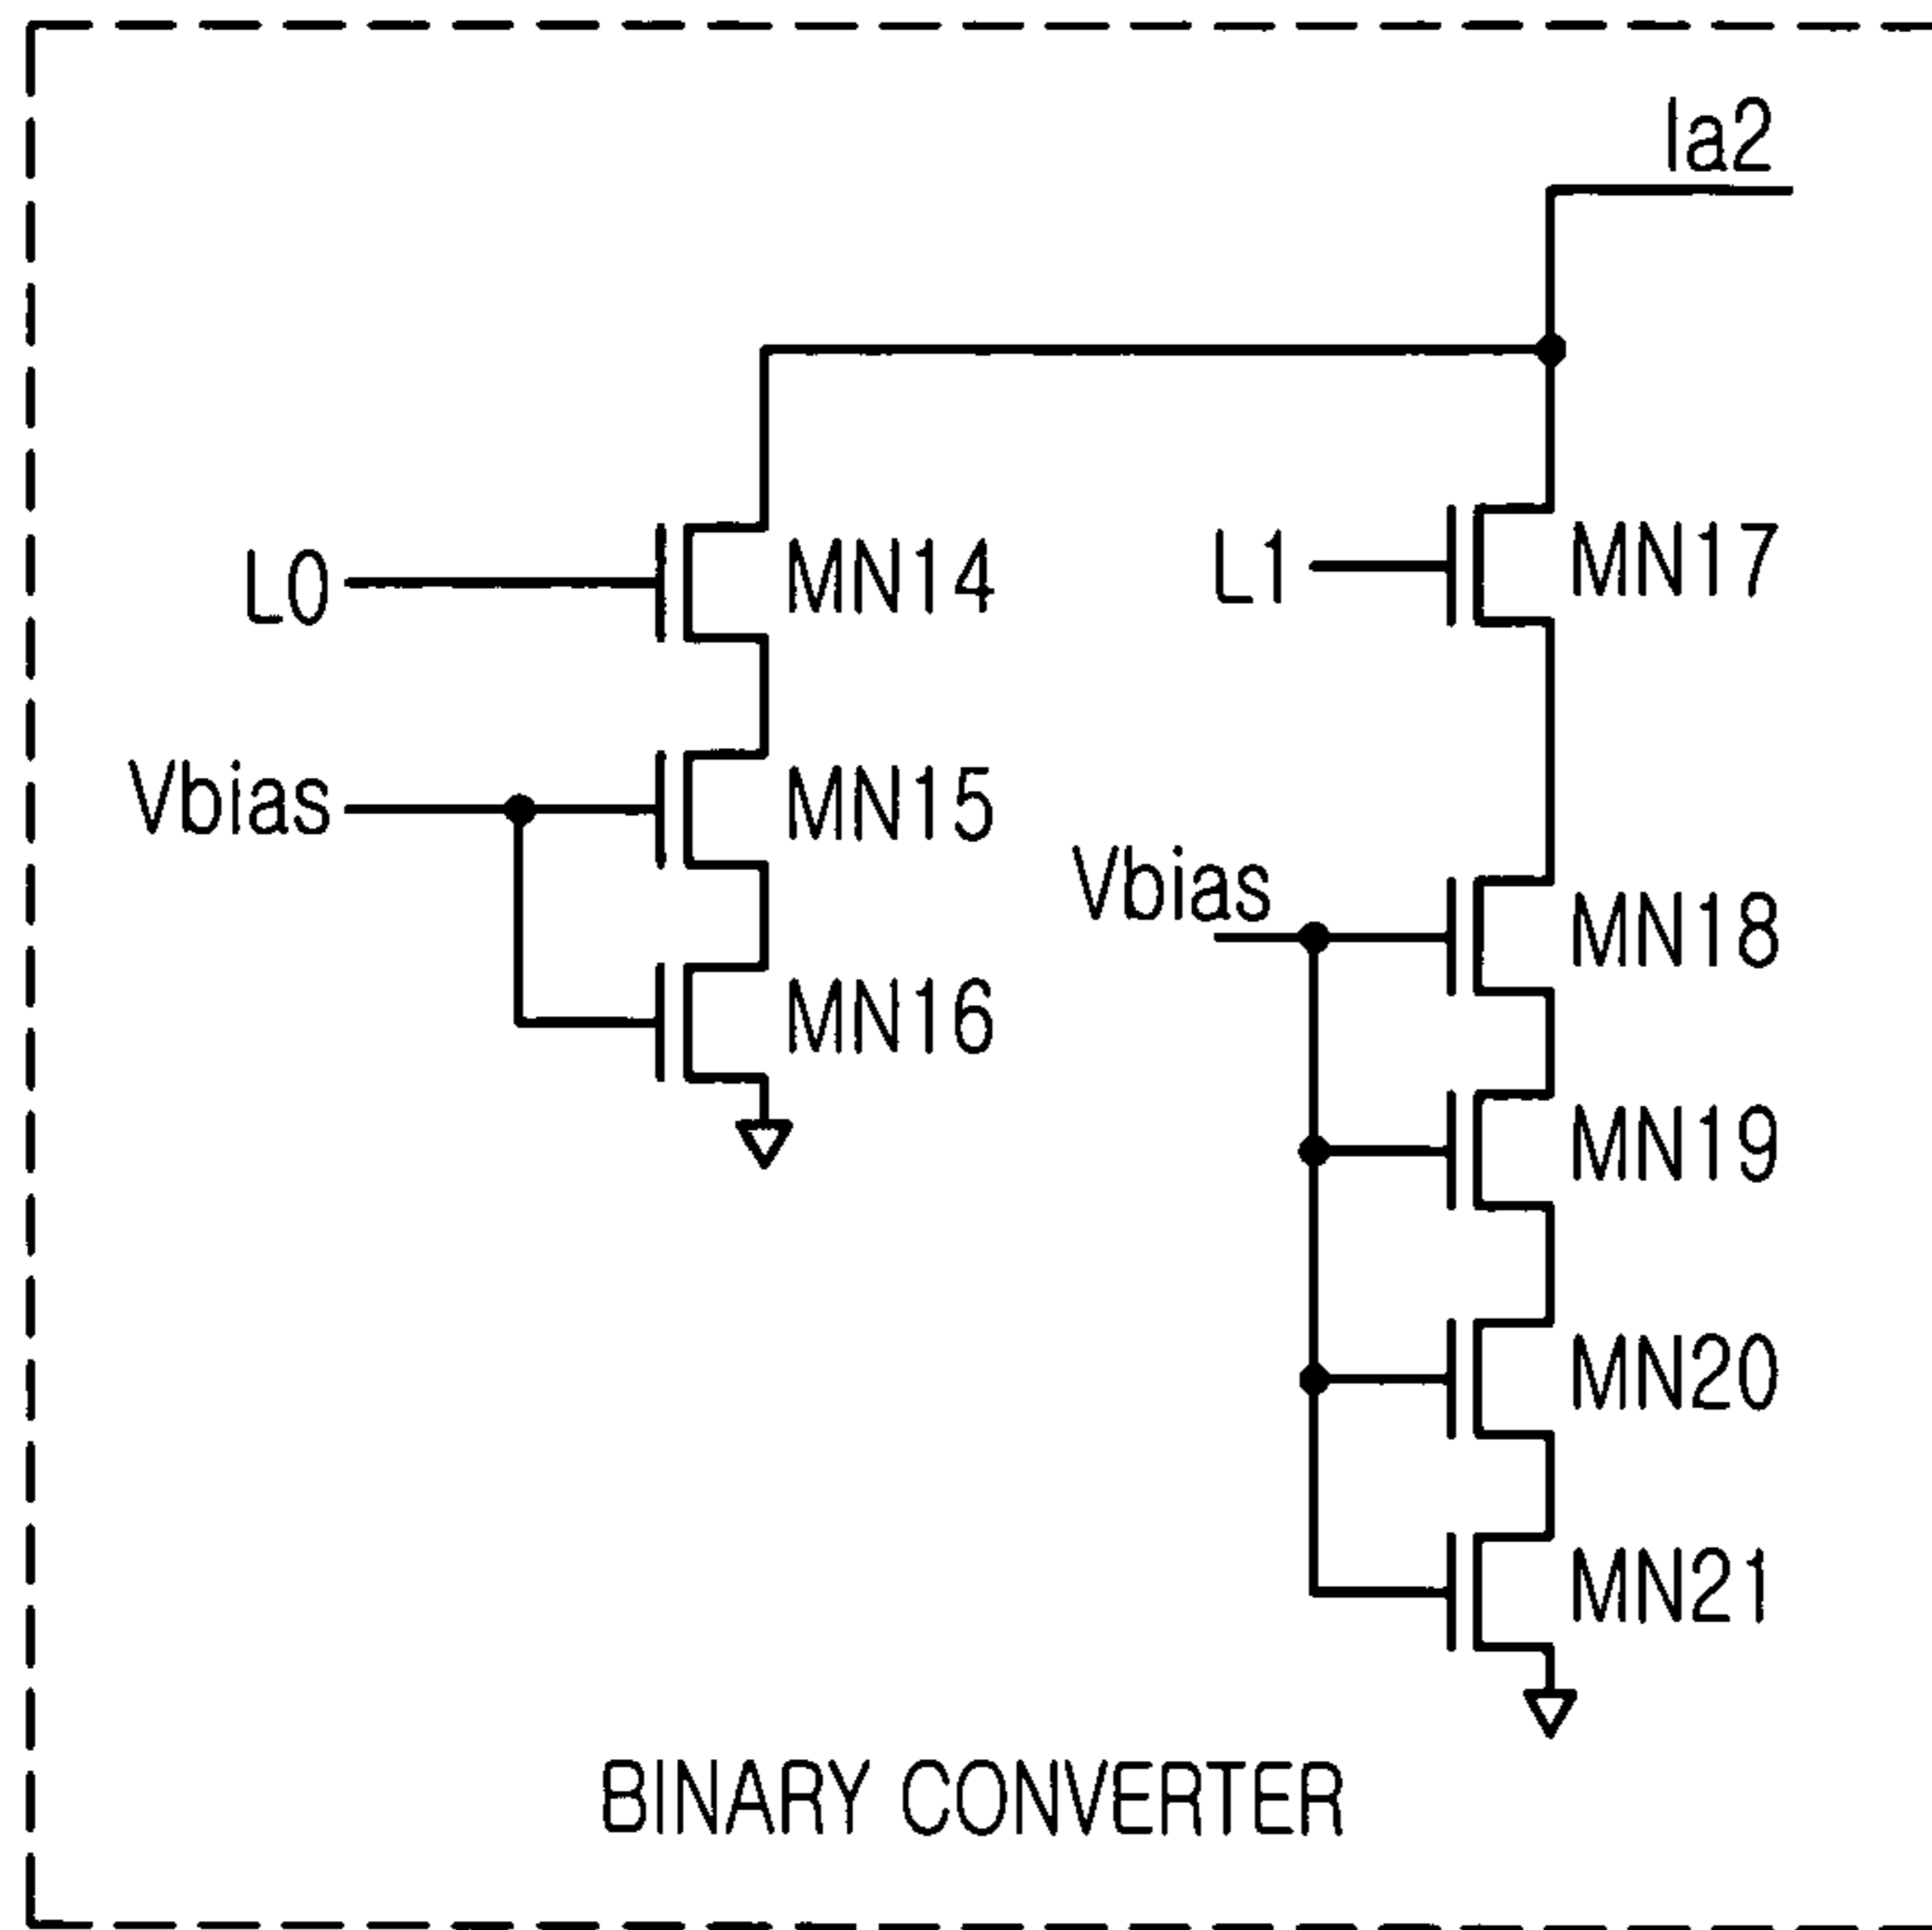 Ia2
L0
MN14
L1
MN17
Vbias
MN15
Vbias
MN18
MN16
MN19
MN20
MN21
BINARY CONVERTER